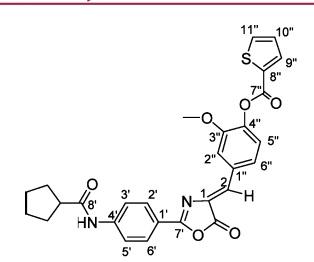 11" 10"
S 9"
8"
7"
O O
O 3" 4"
5"
2" 6"
1"
O 3' 2' N 1 2 H
8' 4' 1' 7'
HN 5' 6' O O